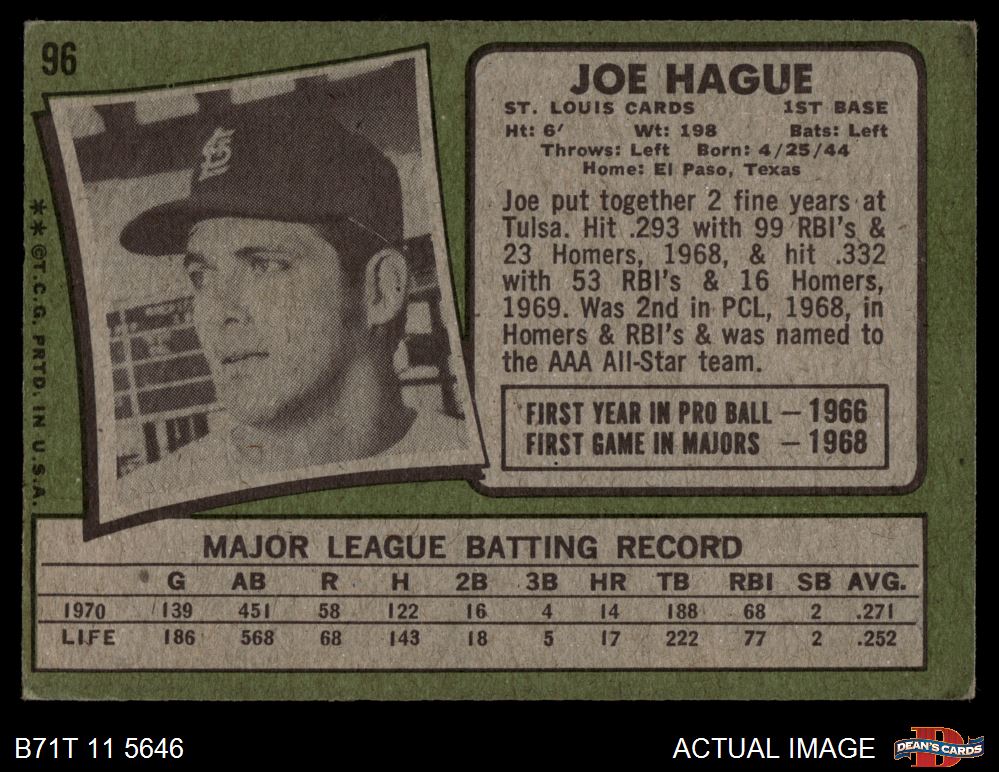 96
JOE HAGUE
ST. LOUIS CARDS 1ST BASE
Ht: 6' Wt: 198 Bats: Left
Throws: Left Born: 4/25/44
Home: El Paso, Texas
Joe put together 2 fine years at
Tulsa. Hit .293 with 99 RBI's &
23 Homers, 1968, & hit .332
with 53 RBI's & 16 Homers,
1969. Was 2nd in PCL, 1968, in
Homers & RBI's & was named to
the AAA All-Star team.
FIRST YEAR IN PRO BALL — 1966
FIRST GAME IN MAJORS — 1968
**©T.C.G. PRTD. IN U.S.A.
MAJOR LEAGUE BATTING RECORD
G AB R H 2B 3B HR TB RBI SB AVG.
1970 139 451 58 122 16 4 14 188 68 2 .271
LIFE 186 568 68 143 18 5 17 222 77 2 .252
B71T 11 5646
ACTUAL IMAGE
D
DEAN'S CARDS